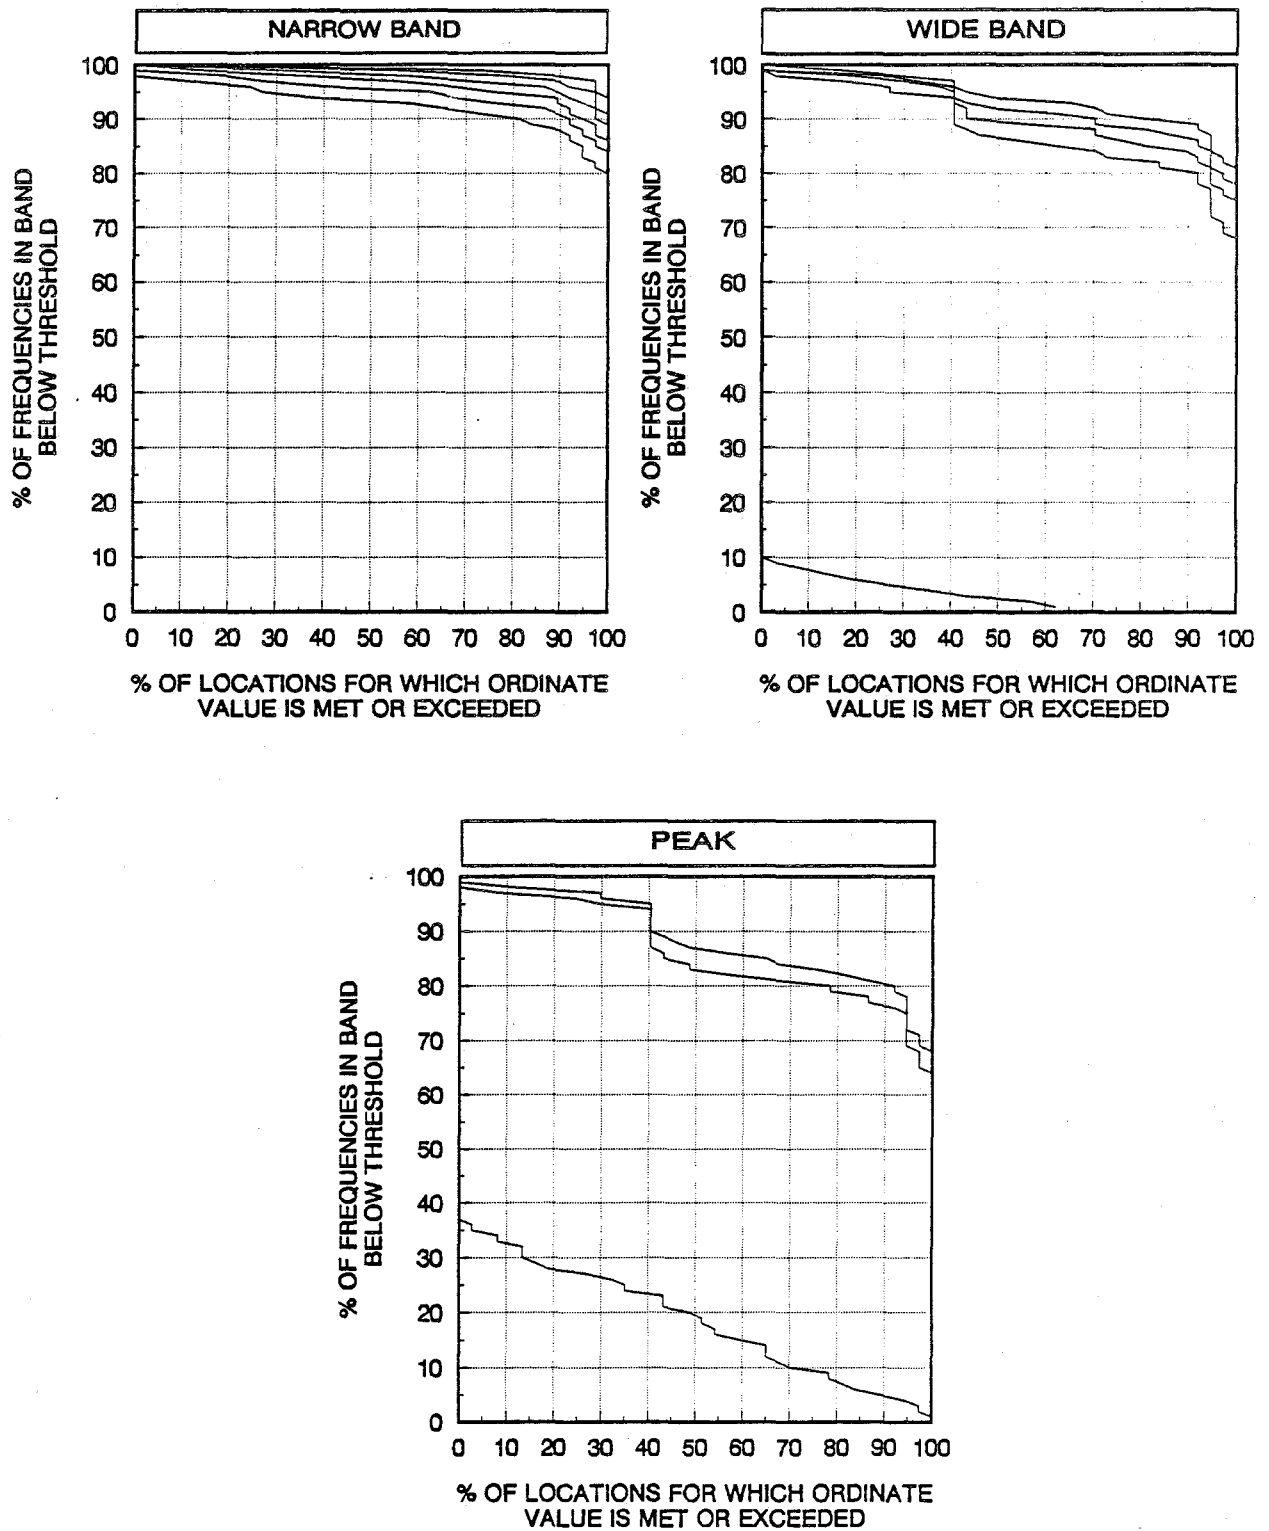 NARROW BAND
% OF FREQUENCIES IN BAND
BELOW THRESHOLD
100
90
80
70
60
50
40
30
20
10
0
0 10 20 30 40 50 60 70 80 90 100
% OF LOCATIONS FOR WHICH ORDINATE
VALUE IS MET OR EXCEEDED
WIDE BAND
% OF FREQUENCIES IN BAND
BELOW THRESHOLD
100
90
80
70
60
50
40
30
20
10
0
0 10 20 30 40 50 60 70 80 90 100
% OF LOCATIONS FOR WHICH ORDINATE
VALUE IS MET OR EXCEEDED
PEAK
% OF FREQUENCIES IN BAND
BELOW THRESHOLD
100
90
80
70
60
50
40
30
20
10
0
0 10 20 30 40 50 60 70 80 90 100
% OF LOCATIONS FOR WHICH ORDINATE
VALUE IS MET OR EXCEEDED